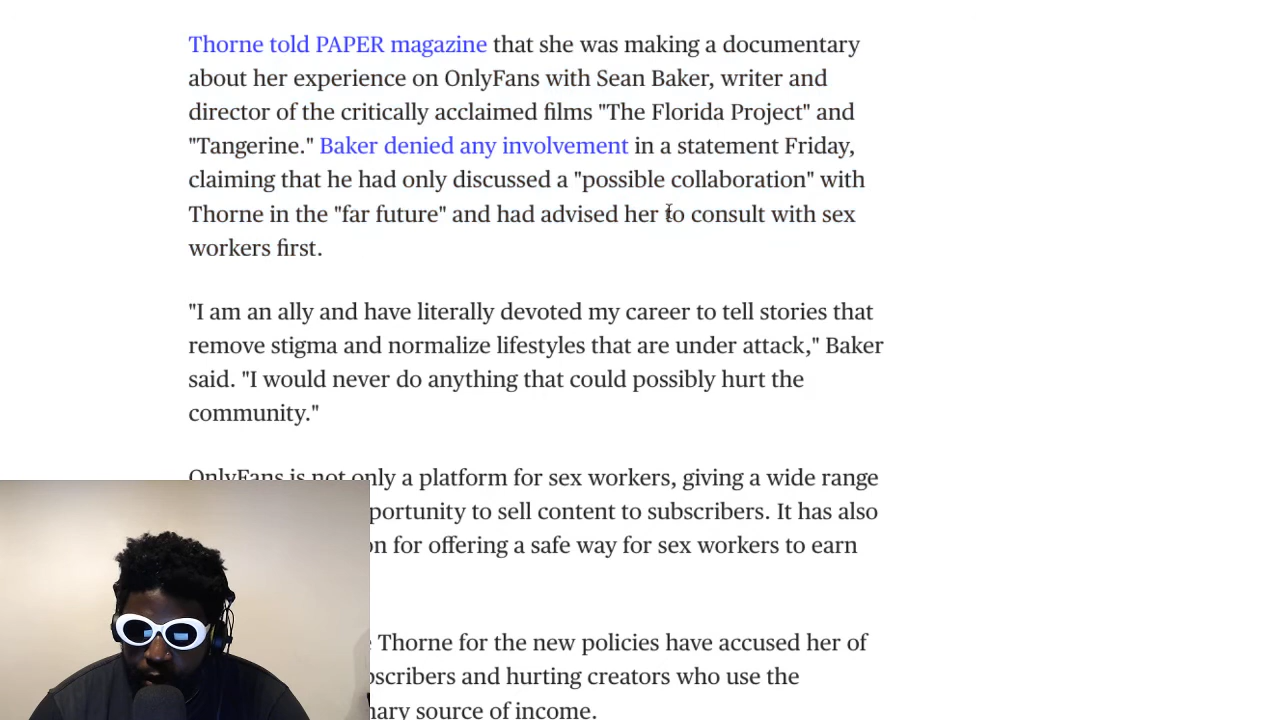 Thorne told PAPER magazine that she was making a documentary
about her experience on OnlyFans with Sean Baker, writer and
director of the critically acclaimed films "The Florida Project" and
"Tangerine." Baker denied any involvement in a statement Friday,
claiming that he had only discussed a "possible collaboration" with
Thorne in the "far future" and had advised her to consult with sex
workers first.
"I am an ally and have literally devoted my career to tell stories that
remove stigma and normalize lifestyles that are under attack," Baker
said. "I would never do anything that could possibly hurt the
community."
OnlyFans is not only a platform for sex workers, giving a wide range
portunity to sell content to subscribers. It has also
on for offering a safe way for sex workers to earn
Thorne for the new policies have accused her of
bscribers and hurting creators who use the
nary source of income.